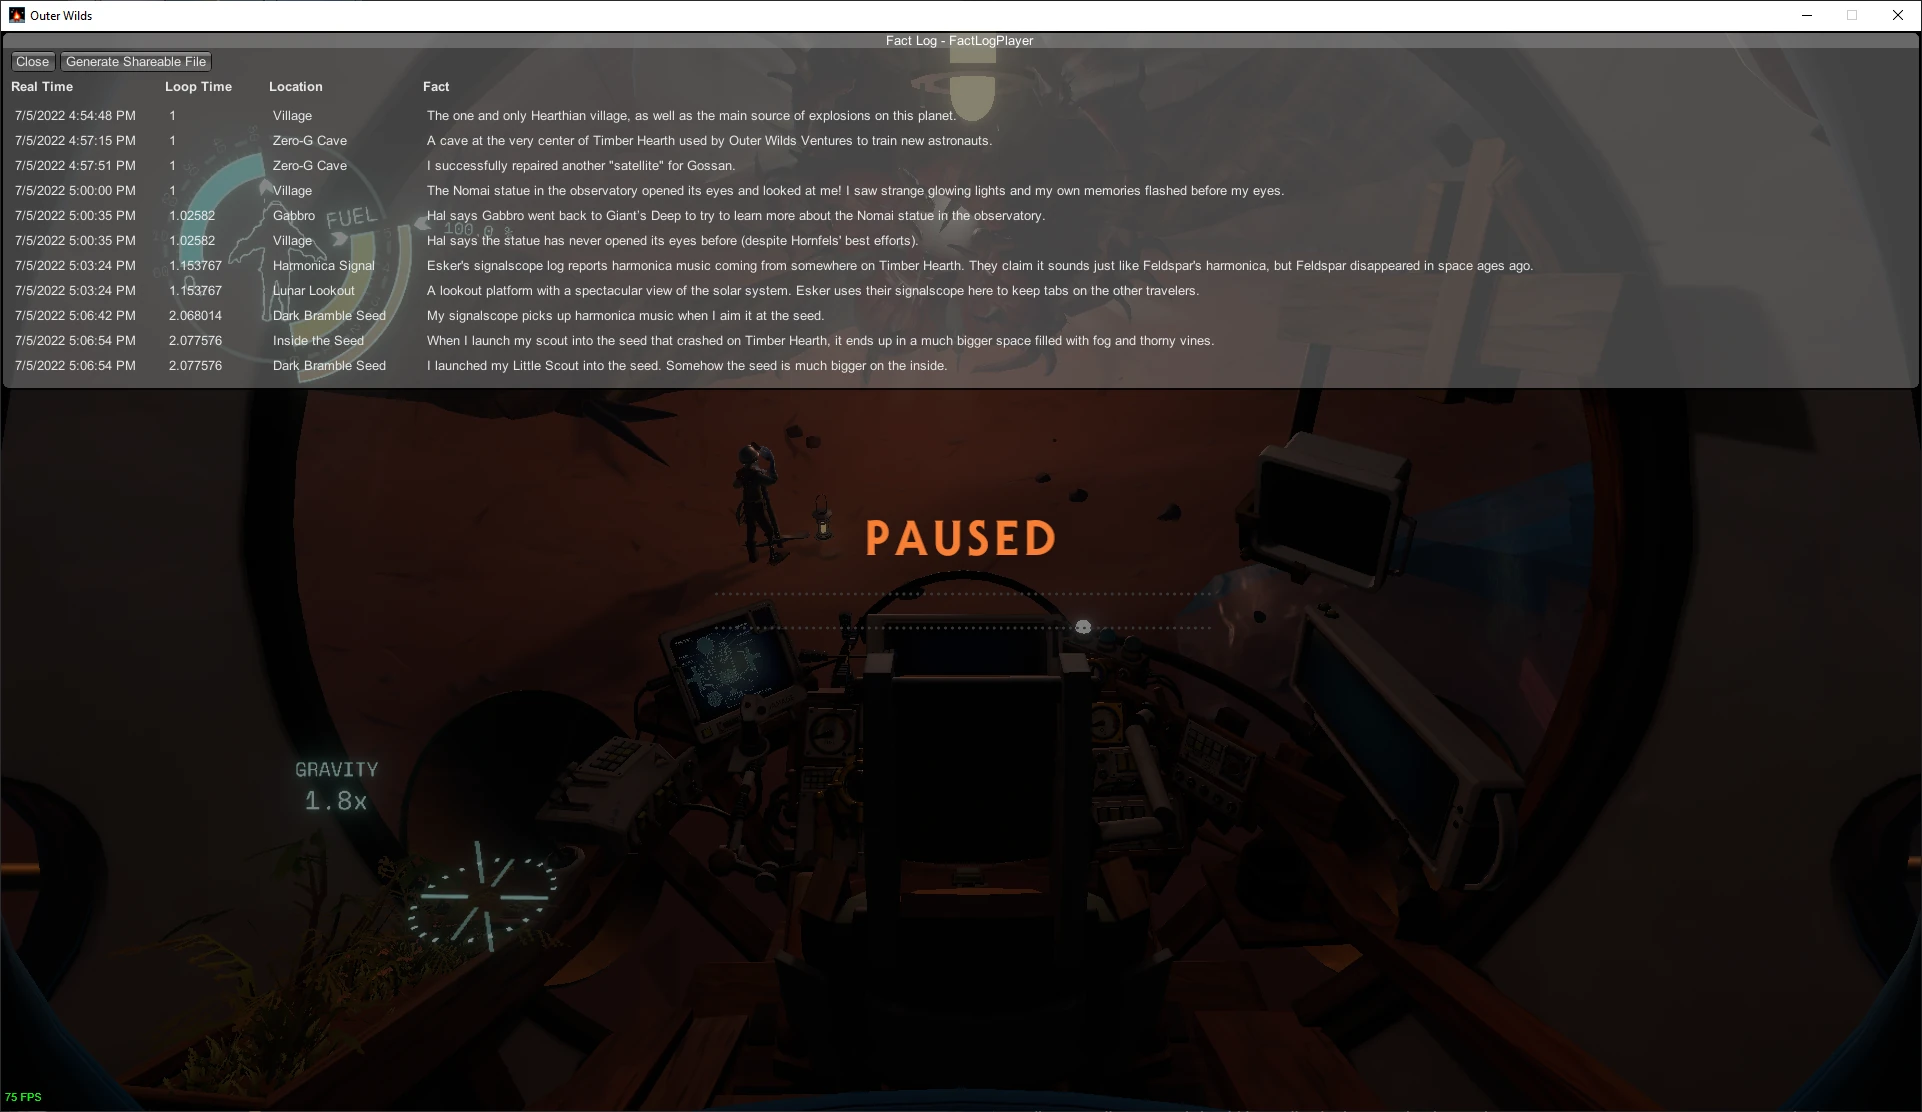 Outer Wilds
Fact Log - FactLogPlayer
Close Generate Shareable File
Real Time Loop Time Location Fact
7/5/2022 4:54:48 PM 1 Village The one and only Hearthian village, as well as the main source of explosions on this planet.
7/5/2022 4:57:15 PM 1 Zero-G Cave A cave at the very center of Timber Hearth used by Outer Wilds Ventures to train new astronauts.
7/5/2022 4:57:51 PM 1 Zero-G Cave I successfully repaired another "satellite" for Gossan.
7/5/2022 5:00:00 PM 1 Village The Nomai statue in the observatory opened its eyes and looked at me! I saw strange glowing lights and my own memories flashed before my eyes.
7/5/2022 5:00:35 PM 1.02582 Gabbro Hal says Gabbro went back to Giant's Deep to try to learn more about the Nomai statue in the observatory.
7/5/2022 5:00:35 PM 1.02582 Village Hal says the statue has never opened its eyes before (despite Hornfels' best efforts).
7/5/2022 5:03:24 PM 1.153767 Harmonica Signal Esker's signalscope log reports harmonica music coming from somewhere on Timber Hearth. They claim it sounds just like Feldspar's harmonica, but Feldspar disappeared in space ages ago.
7/5/2022 5:03:24 PM 1.153767 Lunar Lookout A lookout platform with a spectacular view of the solar system. Esker uses their signalscope here to keep tabs on the other travelers.
7/5/2022 5:06:42 PM 2.068014 Dark Bramble Seed My signalscope picks up harmonica music when I aim it at the seed.
7/5/2022 5:06:54 PM 2.077576 Inside the Seed When I launch my scout into the seed that crashed on Timber Hearth, it ends up in a much bigger space filled with fog and thorny vines.
7/5/2022 5:06:54 PM 2.077576 Dark Bramble Seed I launched my Little Scout into the seed. Somehow the seed is much bigger on the inside.
FUEL
100.0 %
PAUSED
GRAVITY
1.8x
75 FPS